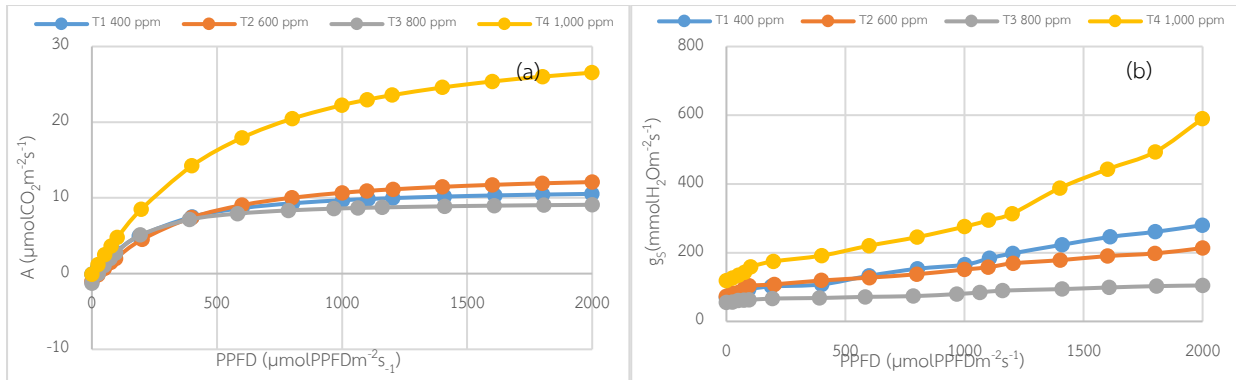 T1 400 ppm T2 600 ppm T3 800 ppm T4 1,000 ppm
(a)
30
20
10
0
-10
0 500 1000 1500 2000
A (µmolCO₂m⁻²s⁻¹)
PPFD (µmolPPFDm⁻²s₋₁)
T1 400 ppm T2 600 ppm T3 800 ppm T4 1,000 ppm
(b)
800
600
400
200
0
0 500 1000 1500 2000
gₛ(mmolH₂Om⁻²s⁻¹)
PPFD (µmolPPFDm⁻²s⁻¹)